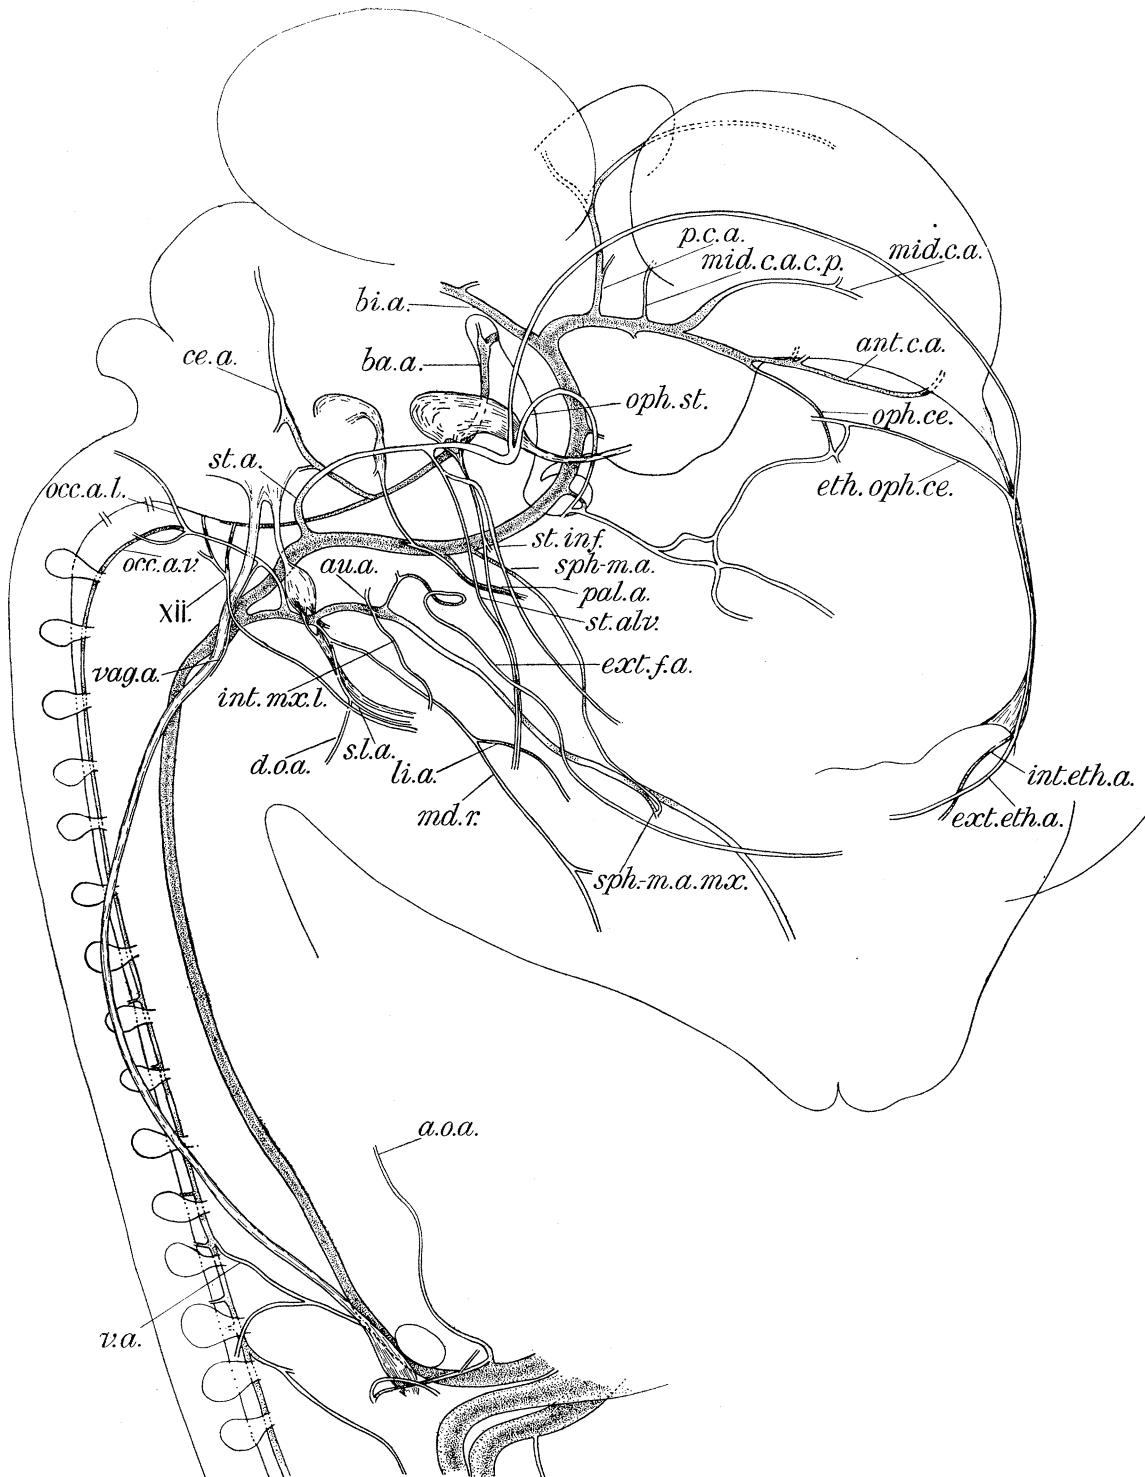 p.c.a.
mid.c.a.c.p.
mid.c.a.
bi.a.
ce.a.
ba.a.
ant.c.a.
oph.st.
oph.ce.
st.a.
eth.oph.ce.
occ.a.l.
st.inf.
occ.a.v.
au.a.
sph-m.a.
pal.a.
xii.
st.alv.
vag.a.
ext.f.a.
int.mx.l.
d.o.a.
s.l.a.
li.a.
int.eth.a.
md.r.
ext.eth.a.
sph-m.a.mx.
a.o.a.
v.a.